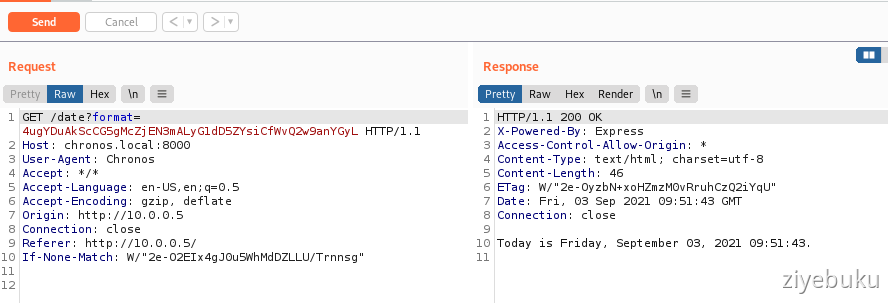 Send Cancel < | ▾ > | ▾
Request
Pretty Raw Hex \n ≡
1 GET /date?format=
4ugYDuAkScCG5gMcZjEN3mALyG1dD5ZYsiCfWvQ2w9anYGyL HTTP/1.1
2 Host: chronos.local:8000
3 User-Agent: Chronos
4 Accept: */*
5 Accept-Language: en-US,en;q=0.5
6 Accept-Encoding: gzip, deflate
7 Origin: http://10.0.0.5
8 Connection: close
9 Referer: http://10.0.0.5/
10 If-None-Match: W/"2e-O2EIx4gJ0u5WhMdDZLLU/Trnnsg"
11
12
Response
Pretty Raw Hex Render \n ≡
1 HTTP/1.1 200 OK
2 X-Powered-By: Express
3 Access-Control-Allow-Origin: *
4 Content-Type: text/html; charset=utf-8
5 Content-Length: 46
6 ETag: W/"2e-OyzbN+xoHZmzM0vRruhCzQ2iYqU"
7 Date: Fri, 03 Sep 2021 09:51:43 GMT
8 Connection: close
9
10 Today is Friday, September 03, 2021 09:51:43.
11
ziyebuku